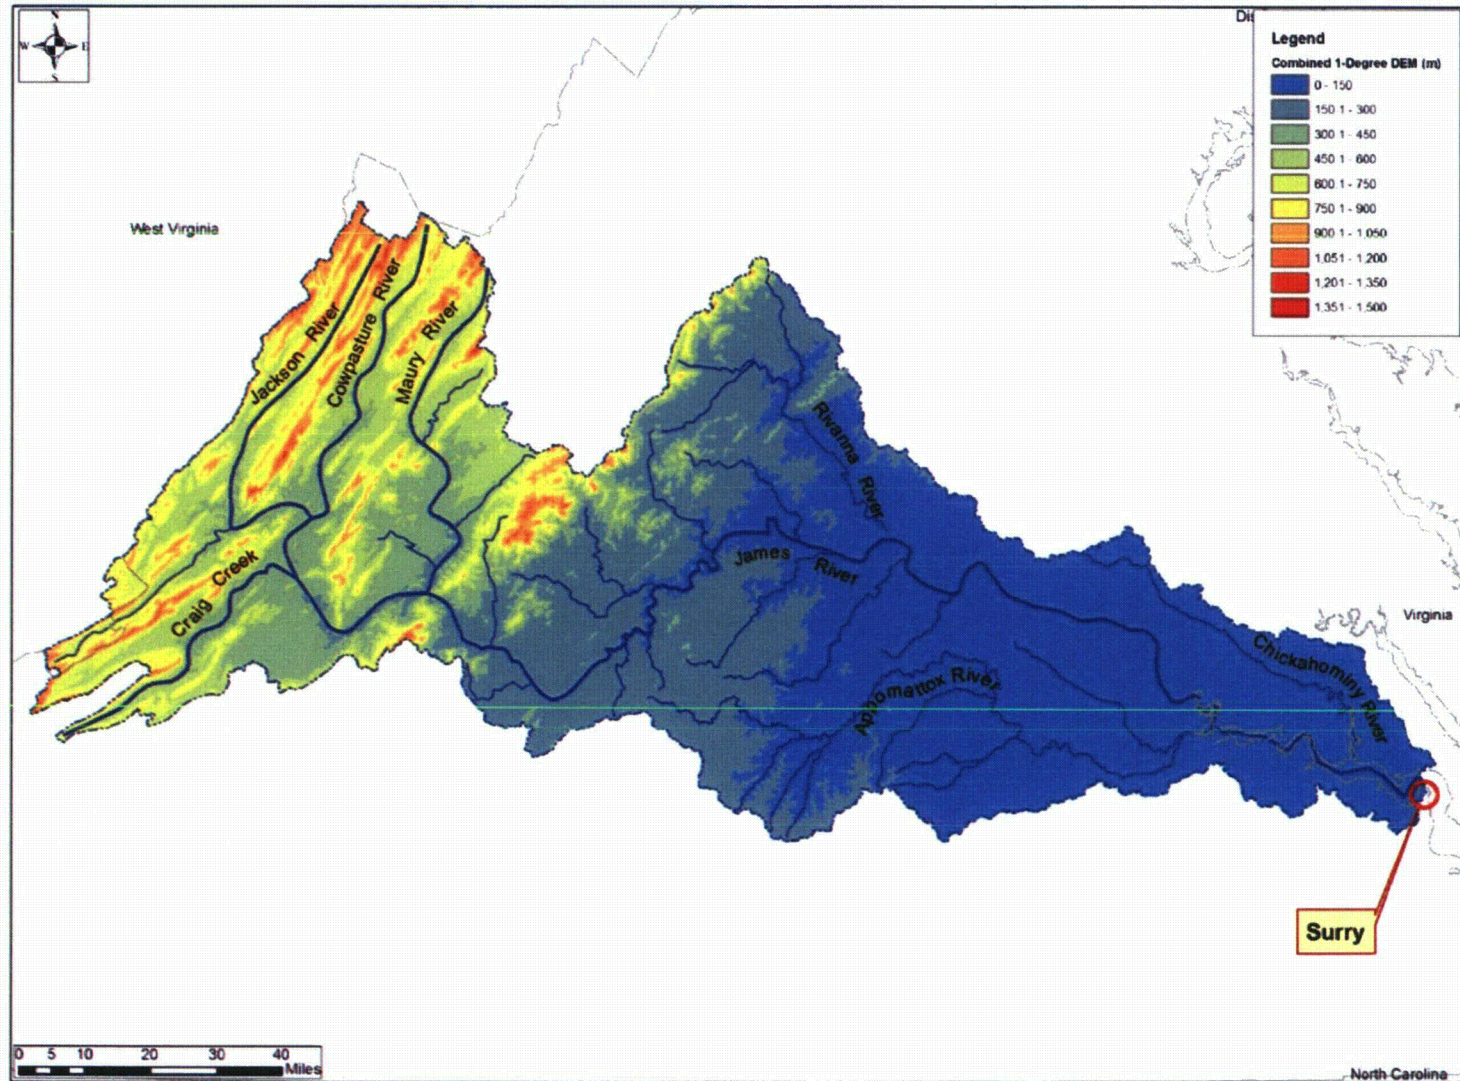 N
W E
S
Dis
Legend
Combined 1-Degree DEM (m)
0 - 150
150.1 - 300
300.1 - 450
450.1 - 600
600.1 - 750
750.1 - 900
900.1 - 1,050
1,051 - 1,200
1,201 - 1,350
1,351 - 1,500
West Virginia
Jackson River
Cowpasture River
Maury River
Rivanna River
James River
Craig Creek
Virginia
Chickahominy River
Appomattox River
Surry
0 5 10 20 30 40
Miles
North Carolina